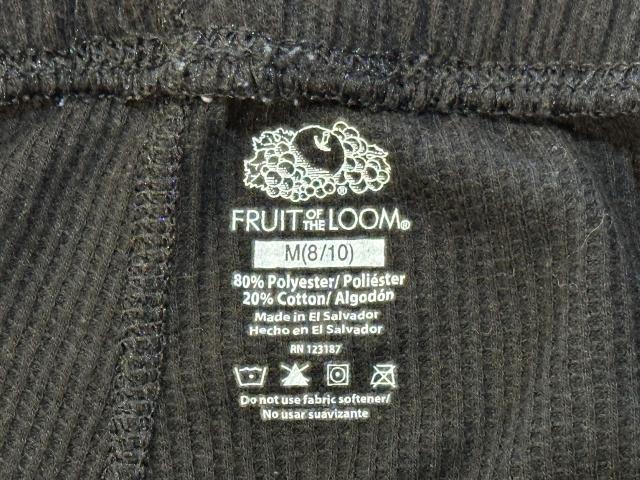 FRUIT OF THE LOOM®
M(8/10)
80% Polyester/ Poliéster
20% Cotton/ Algodón
Made in El Salvador
Hecho en El Salvador
RN 123187
Do not use fabric softener/
No usar suavizante